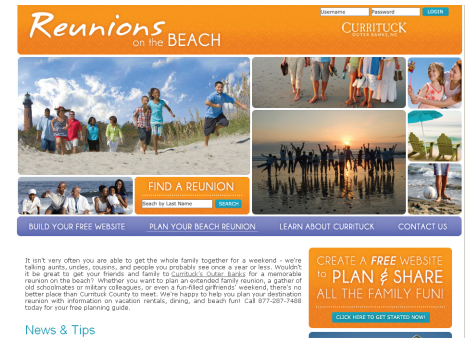 Reunions
on the BEACH
Username Password LOGIN
CURRITUCK
OUTER BANKS, NC
FIND A REUNION
Search by Last Name SEARCH
BUILD YOUR FREE WEBSITE PLAN YOUR BEACH REUNION LEARN ABOUT CURRITUCK CONTACT US
It isn't very often you are able to get the whole family together for a weekend - we're
talking aunts, uncles, cousins, and people you probably see once a year or less. Wouldn't
it be great to get your friends and family to Currituck's Outer Banks for a memorable
reunion on the beach? Whether you want to plan an extended family reunion, a gather of
old schoolmates or military colleagues, or even a fun-filled girlfriends' weekend, there's no
better place than Currituck County to meet. We're happy to help you plan your destination
reunion with information on vacation rentals, dining, and beach fun! Call 877-287-7488
today for your free planning guide.
News & Tips
CREATE A FREE WEBSITE
to PLAN & SHARE
ALL THE FAMILY FUN!
CLICK HERE TO GET STARTED NOW!